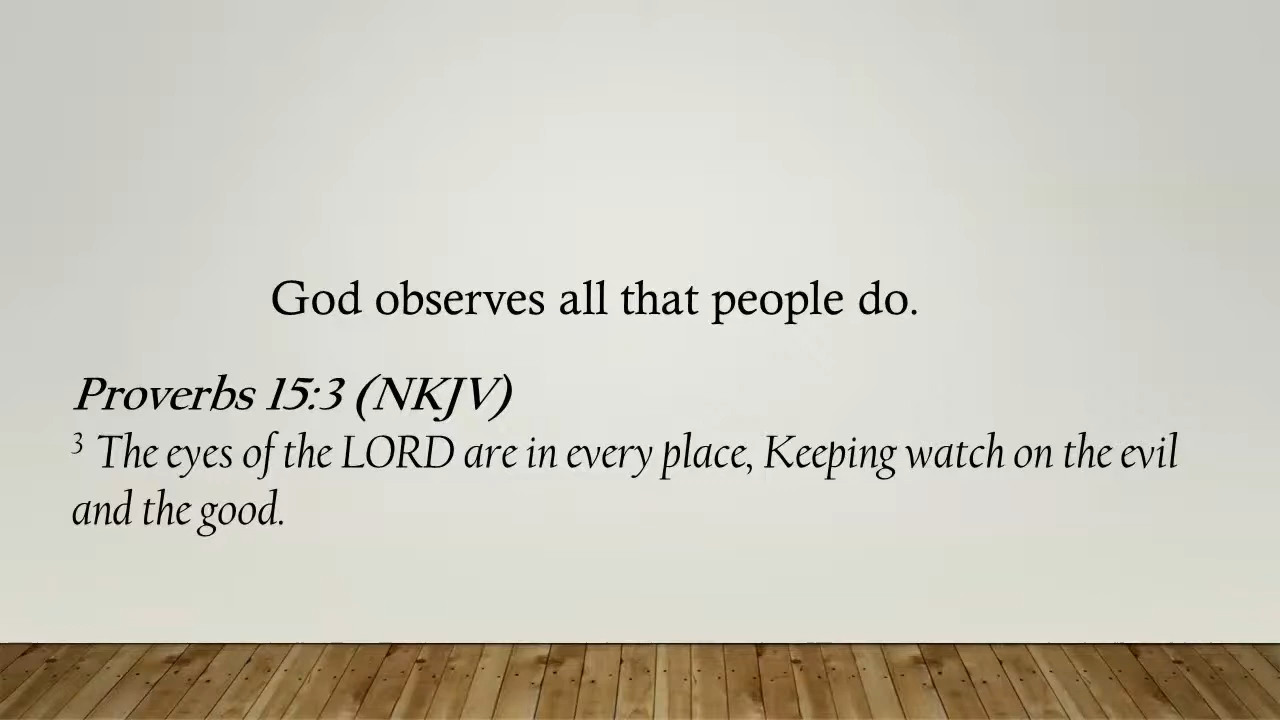 God observes all that people do.
Proverbs 15:3 (NKJV)
3 The eyes of the LORD are in every place, Keeping watch on the evil
and the good.